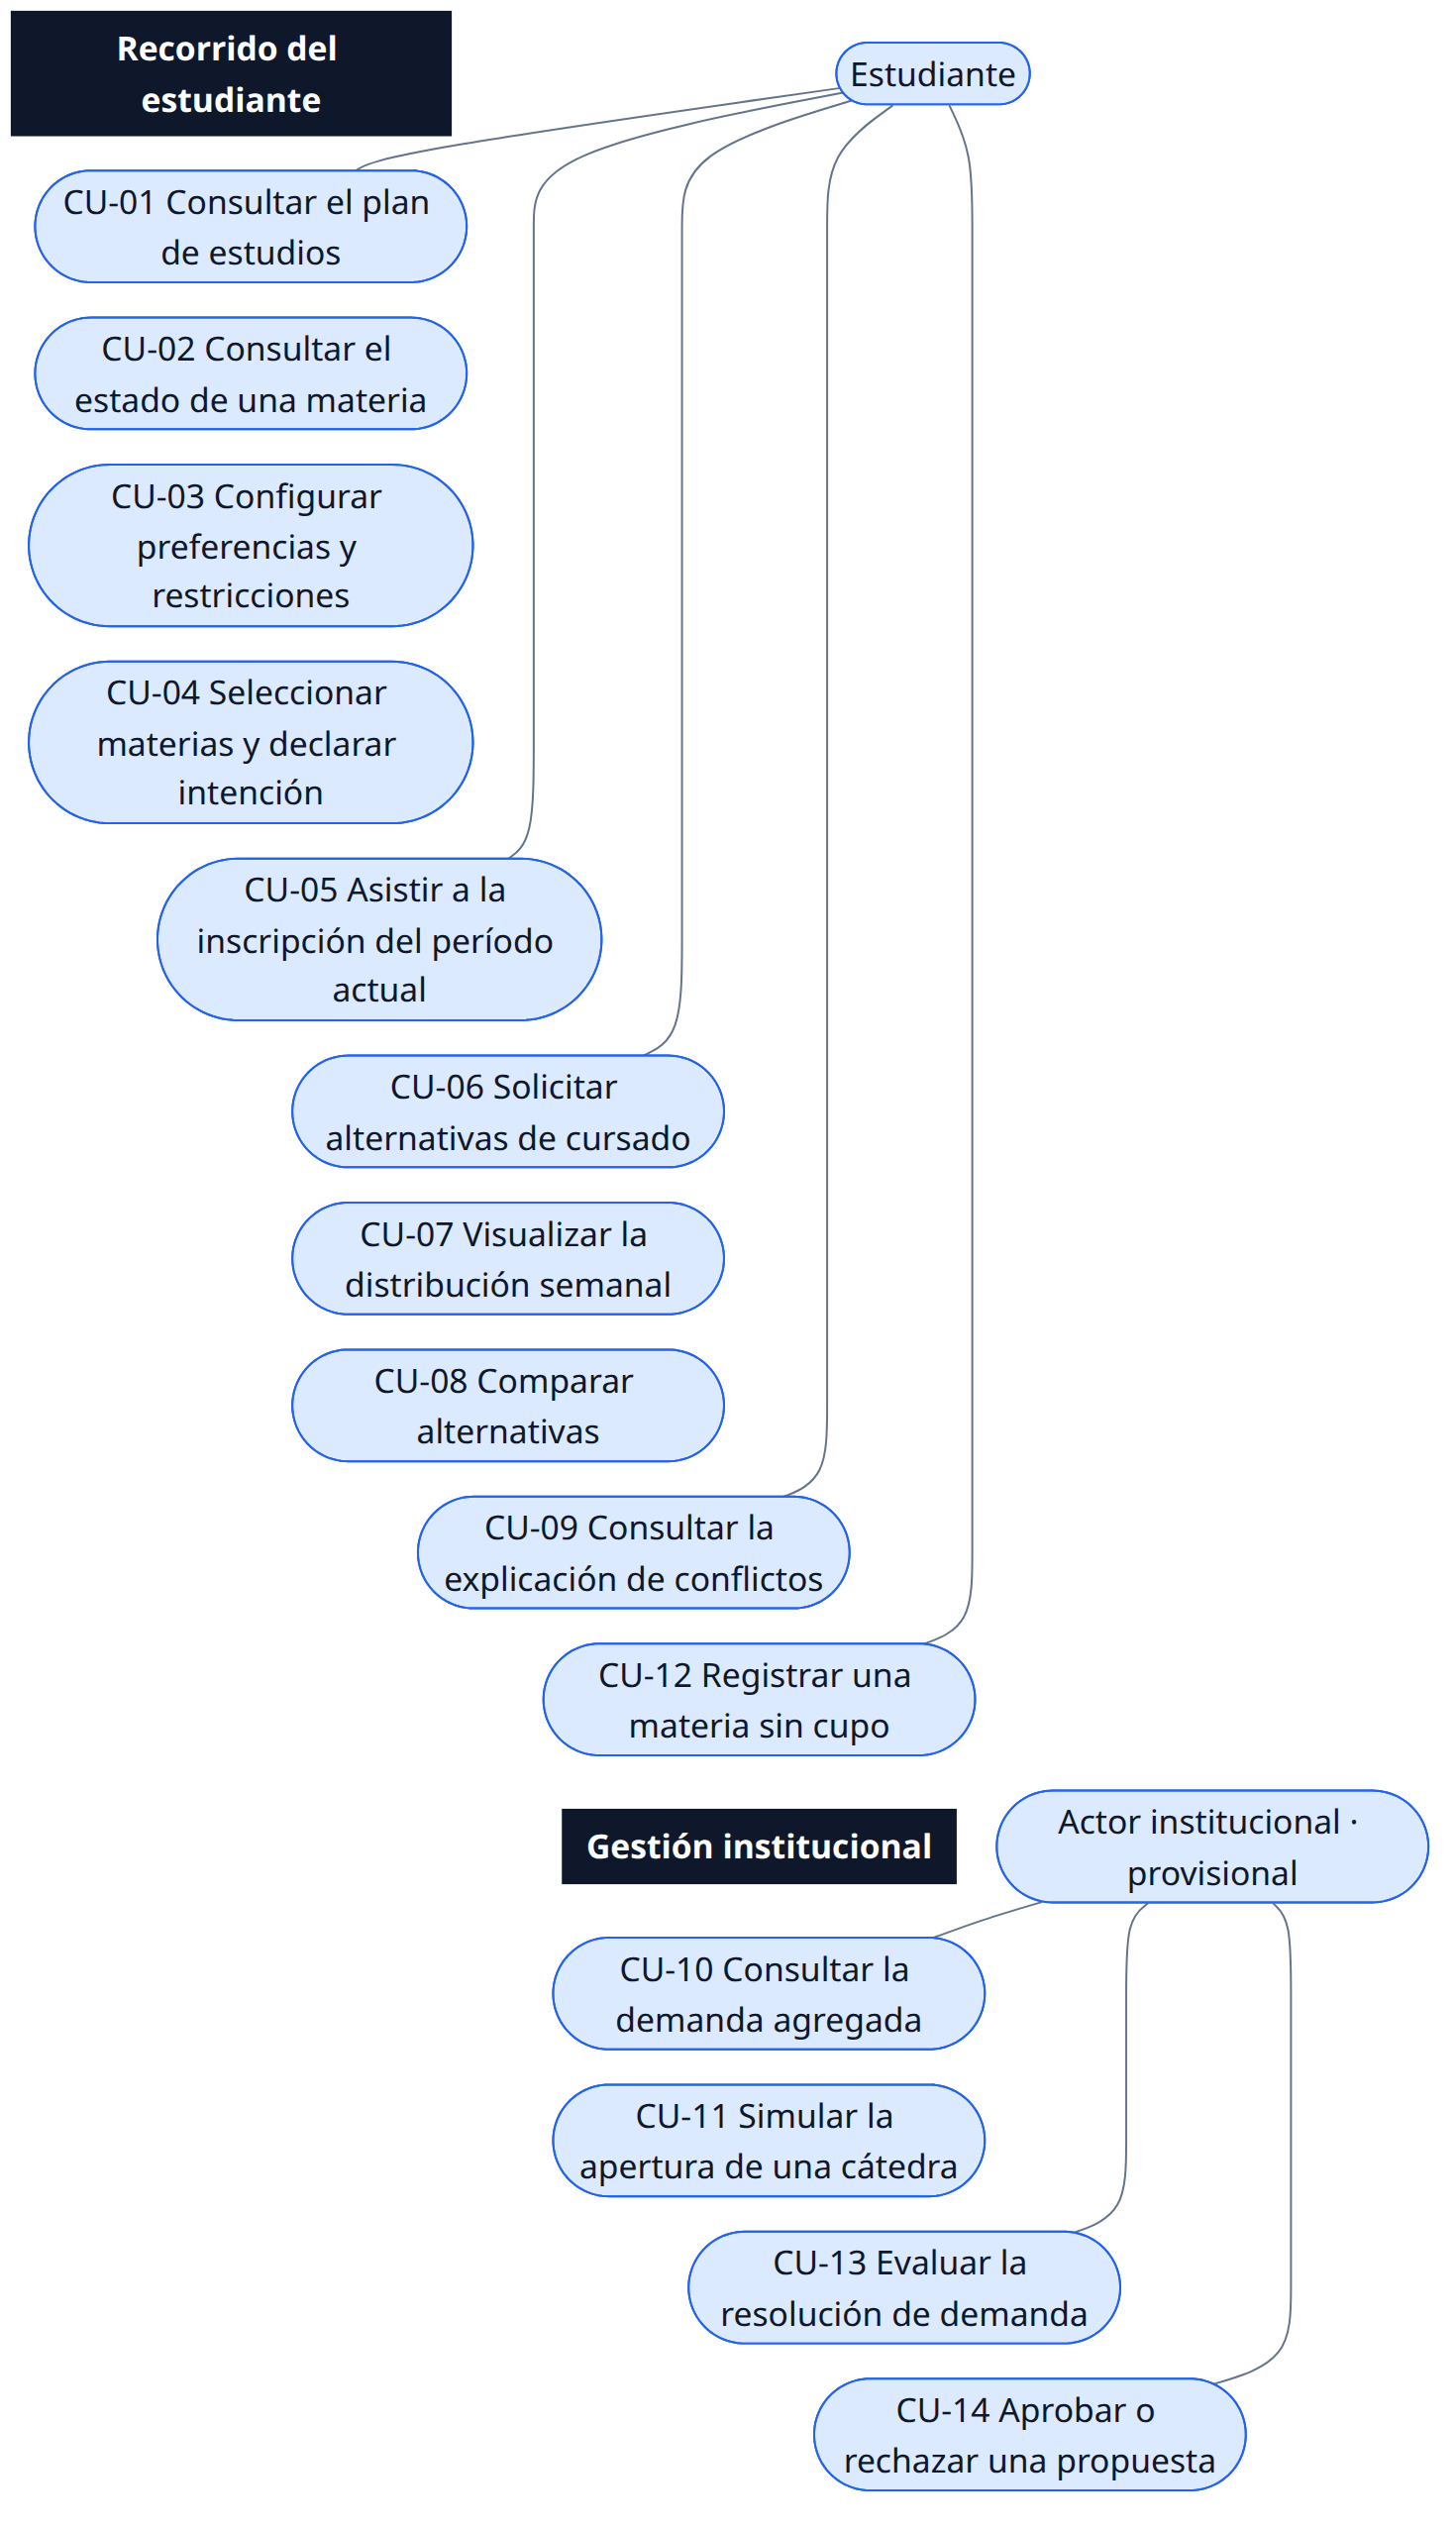 Recorrido del
estudiante
Estudiante
CU-01 Consultar el plan
de estudios
CU-02 Consultar el
estado de una materia
CU-03 Configurar
preferencias y
restricciones
CU-04 Seleccionar
materias y declarar
intención
CU-05 Asistir a la
inscripción del período
actual
CU-06 Solicitar
alternativas de cursado
CU-07 Visualizar la
distribución semanal
CU-08 Comparar
alternativas
CU-09 Consultar la
explicación de conflictos
CU-12 Registrar una
materia sin cupo
Gestión institucional
Actor institucional ·
provisional
CU-10 Consultar la
demanda agregada
CU-11 Simular la
apertura de una cátedra
CU-13 Evaluar la
resolución de demanda
CU-14 Aprobar o
rechazar una propuesta